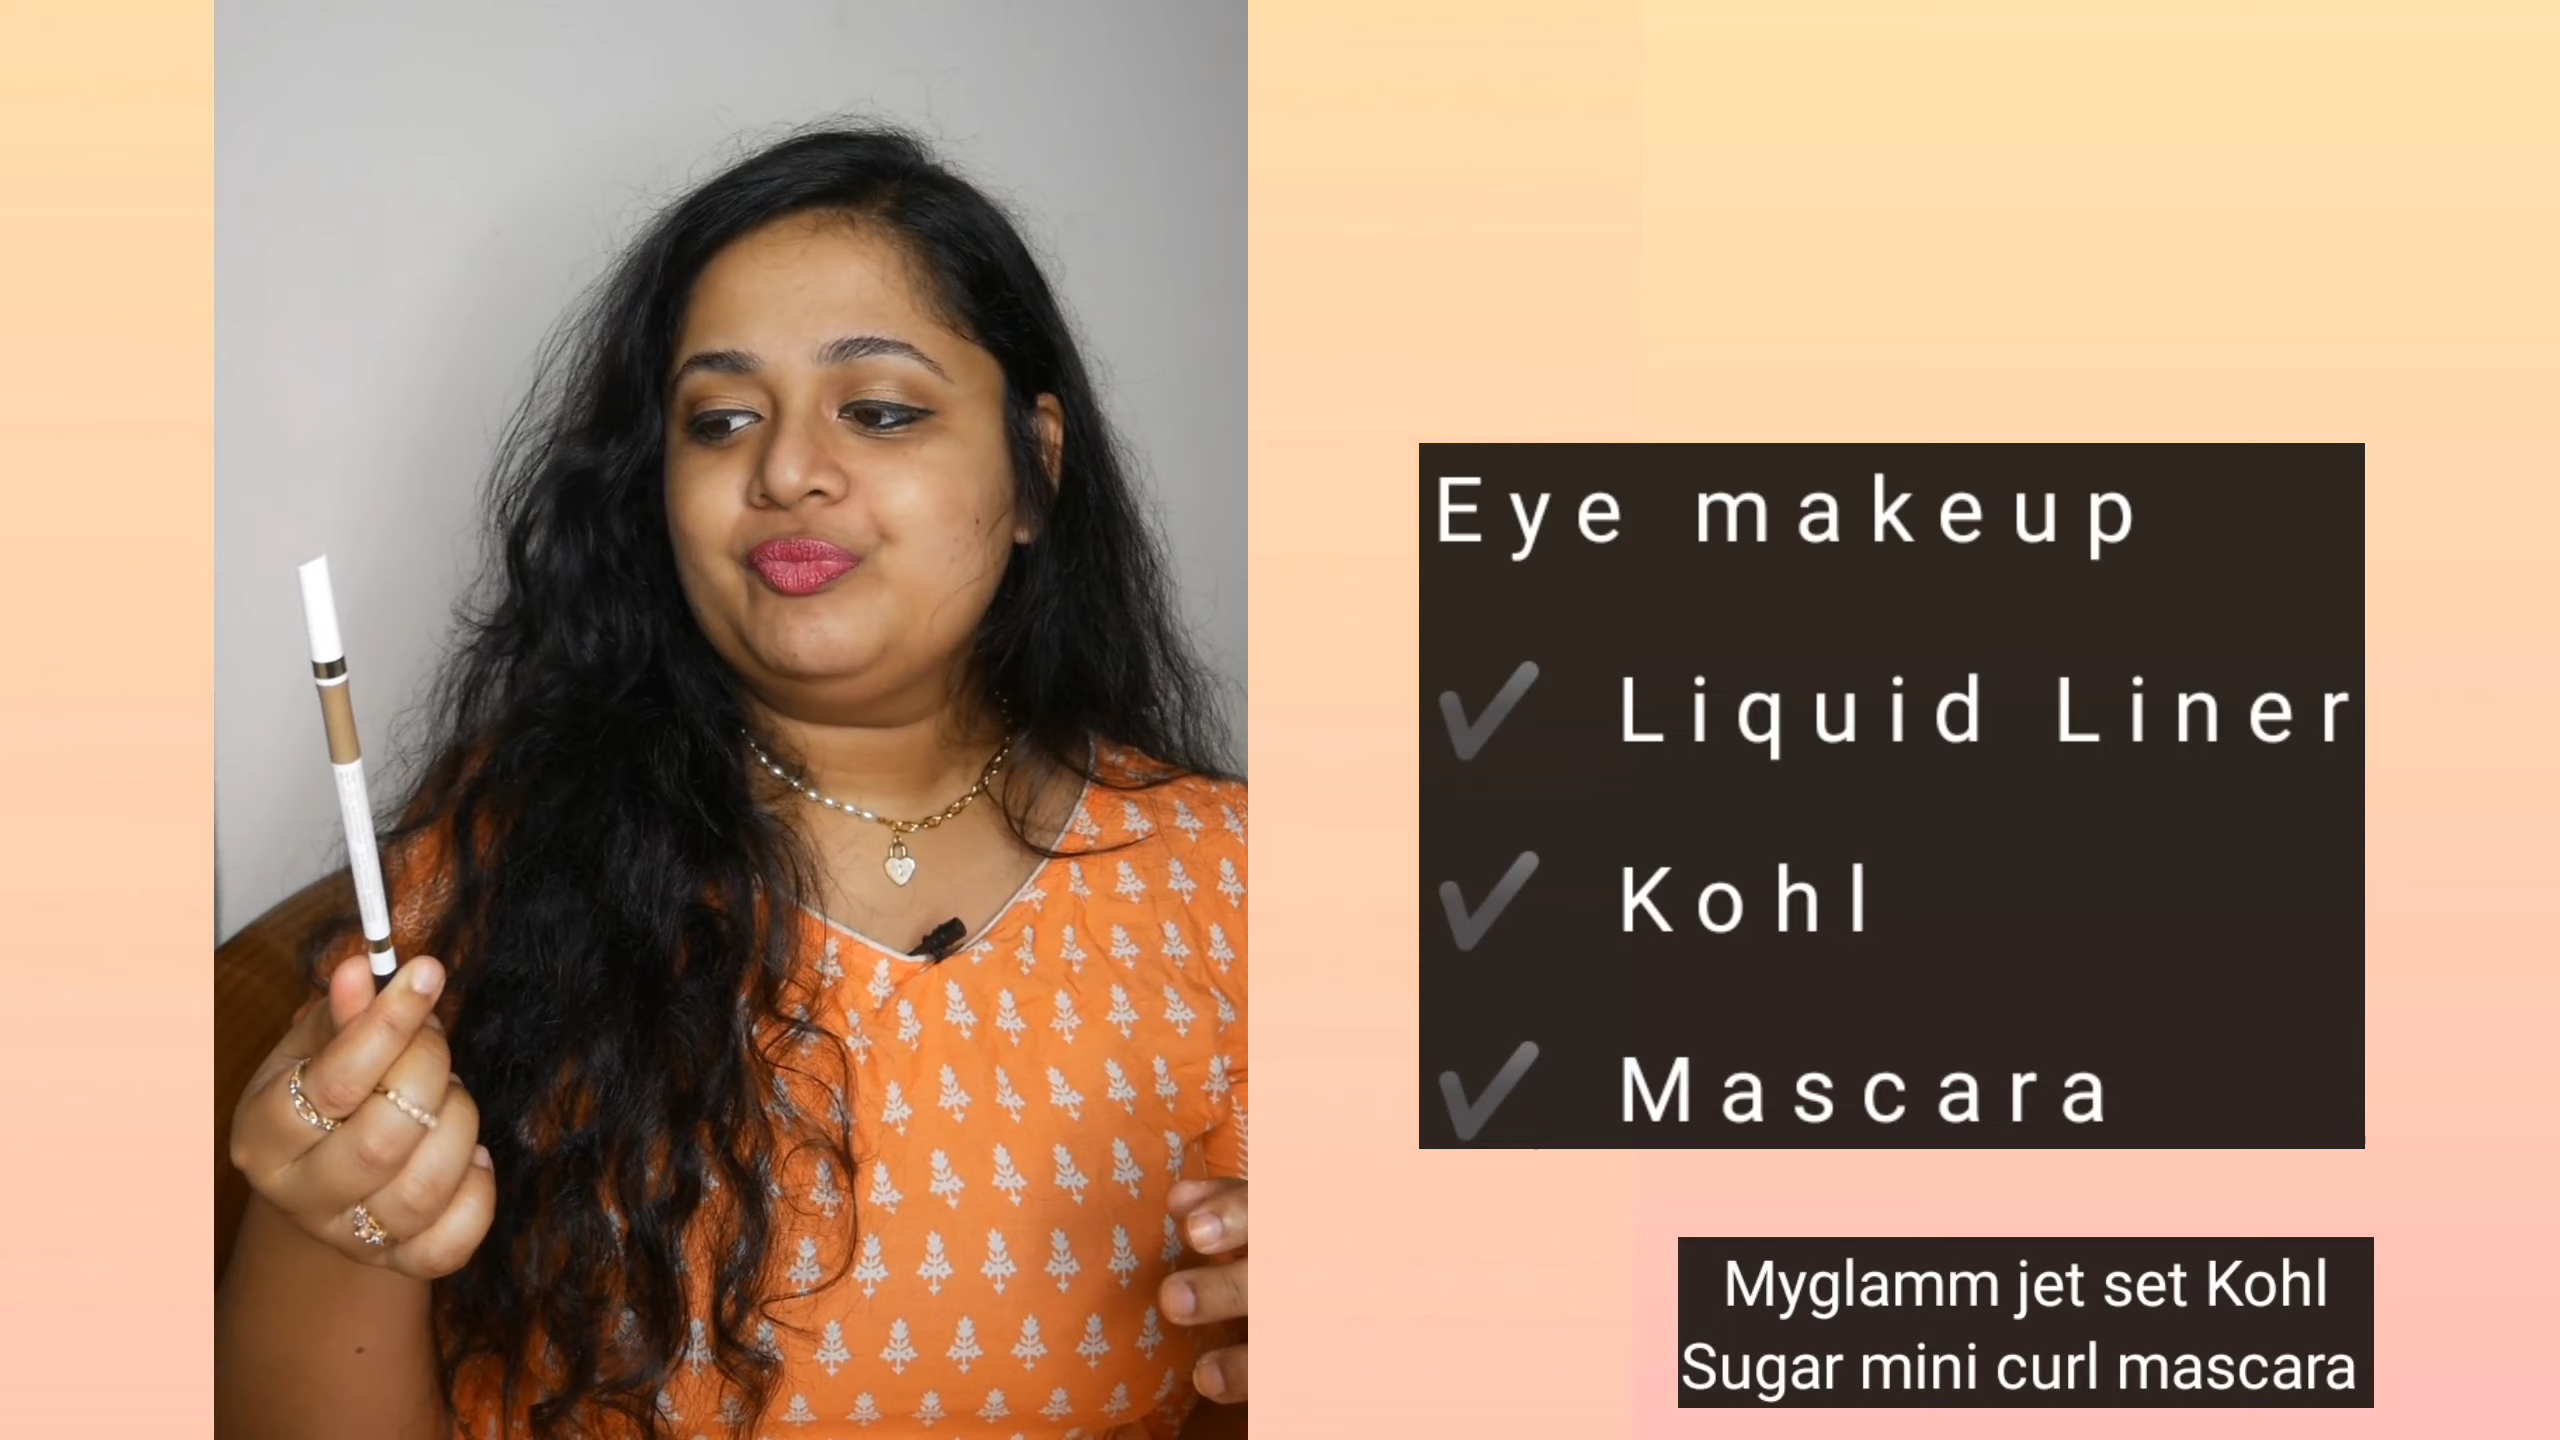 Eye makeup
✔ Liquid Liner
✔ Kohl
✔ Mascara
Myglamm jet set Kohl
Sugar mini curl mascara